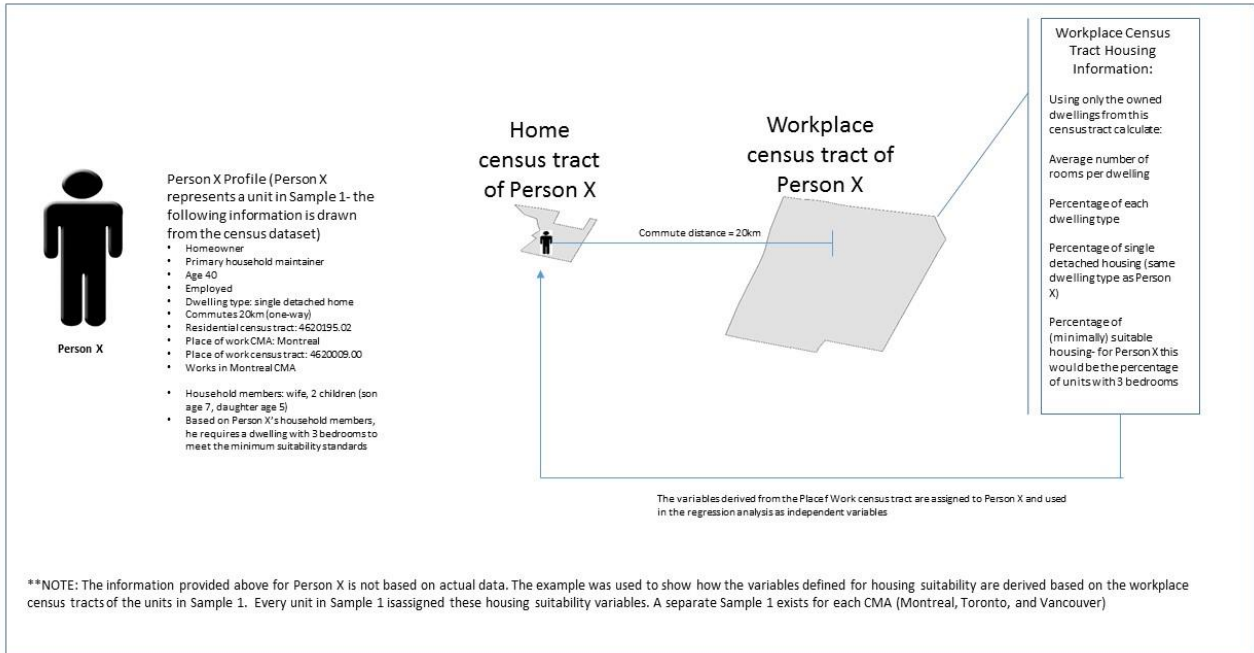 Person X
Person X Profile (Person X
represents a unit in Sample 1- the
following information is drawn
from the census dataset)
• Homeowner
• Primary household maintainer
• Age 40
• Employed
• Dwelling type: single detached home
• Commutes 20km (one-way)
• Residential census tract: 4620195.02
• Place of work CMA: Montreal
• Place of work census tract: 4620009.00
• Works in Montreal CMA
• Household members: wife, 2 children (son
age 7, daughter age 5)
• Based on Person X's household members,
he requires a dwelling with 3 bedrooms to
meet the minimum suitability standards
Home
census tract
of Person X
Commute distance = 20km
Workplace
census tract of
Person X
Workplace Census
Tract Housing
Information:
Using only the owned
dwellings from this
census tract calculate:
Average number of
rooms per dwelling
Percentage of each
dwelling type
Percentage of single
detached housing (same
dwelling type as Person
X)
Percentage of
(minimally) suitable
housing- for Person X this
would be the percentage
of units with 3 bedrooms
The variables derived from the Place f Work census tract are assigned to Person X and used
in the regression analysis as independent variables
**NOTE: The information provided above for Person X is not based on actual data. The example was used to show how the variables defined for housing suitability are derived based on the workplace
census tracts of the units in Sample 1. Every unit in Sample 1 isassigned these housing suitability variables. A separate Sample 1 exists for each CMA (Montreal, Toronto, and Vancouver)